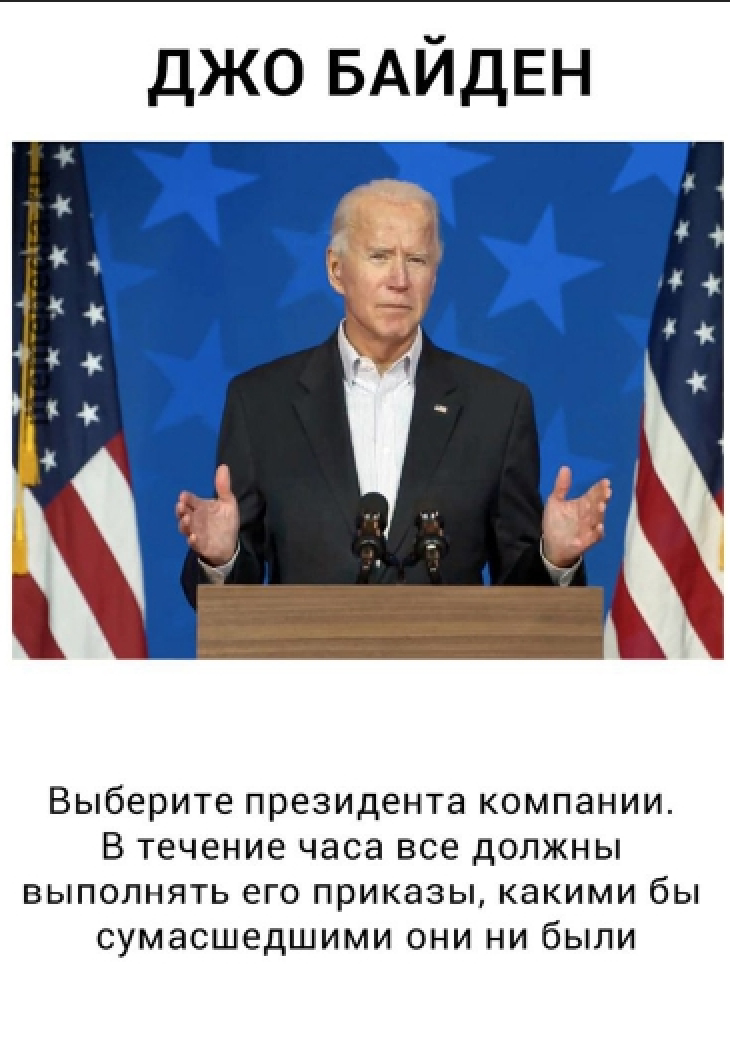 ДЖО БАЙДЕН
Выберите президента компании.
В течение часа все должны
выполнять его приказы, какими бы
сумасшедшими они ни были